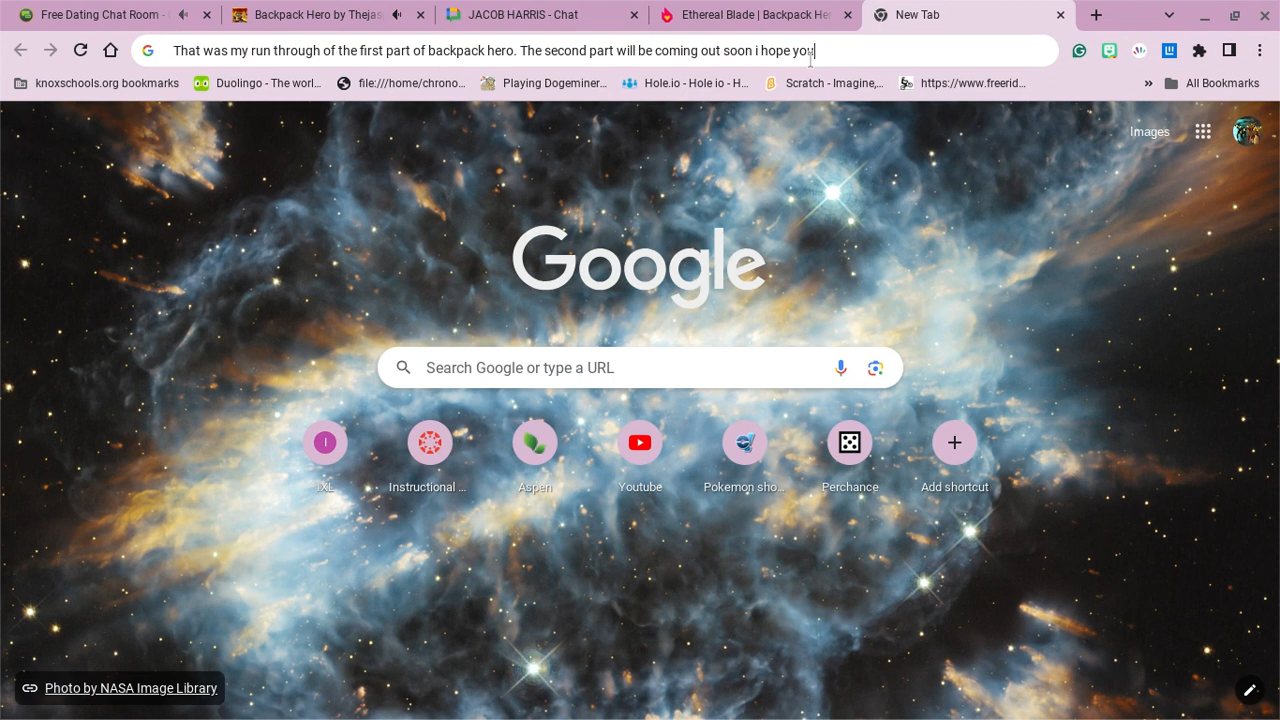 Free Dating Chat Room -
Backpack Hero by Thejas
JACOB HARRIS - Chat
Ethereal Blade | Backpack He
New Tab
That was my run through of the first part of backpack hero. The second part will be coming out soon i hope you
knoxschools.org bookmarks
Duolingo - The worl...
file:///home/chrono...
Playing Dogeminer...
Hole.io - Hole io - H...
Scratch - Imagine,...
https://www.freerid...
»
All Bookmarks
Images
Google
Search Google or type a URL
I
IXL
Instructional ...
Aspen
Youtube
Pokemon sho...
Perchance
Add shortcut
Photo by NASA Image Library